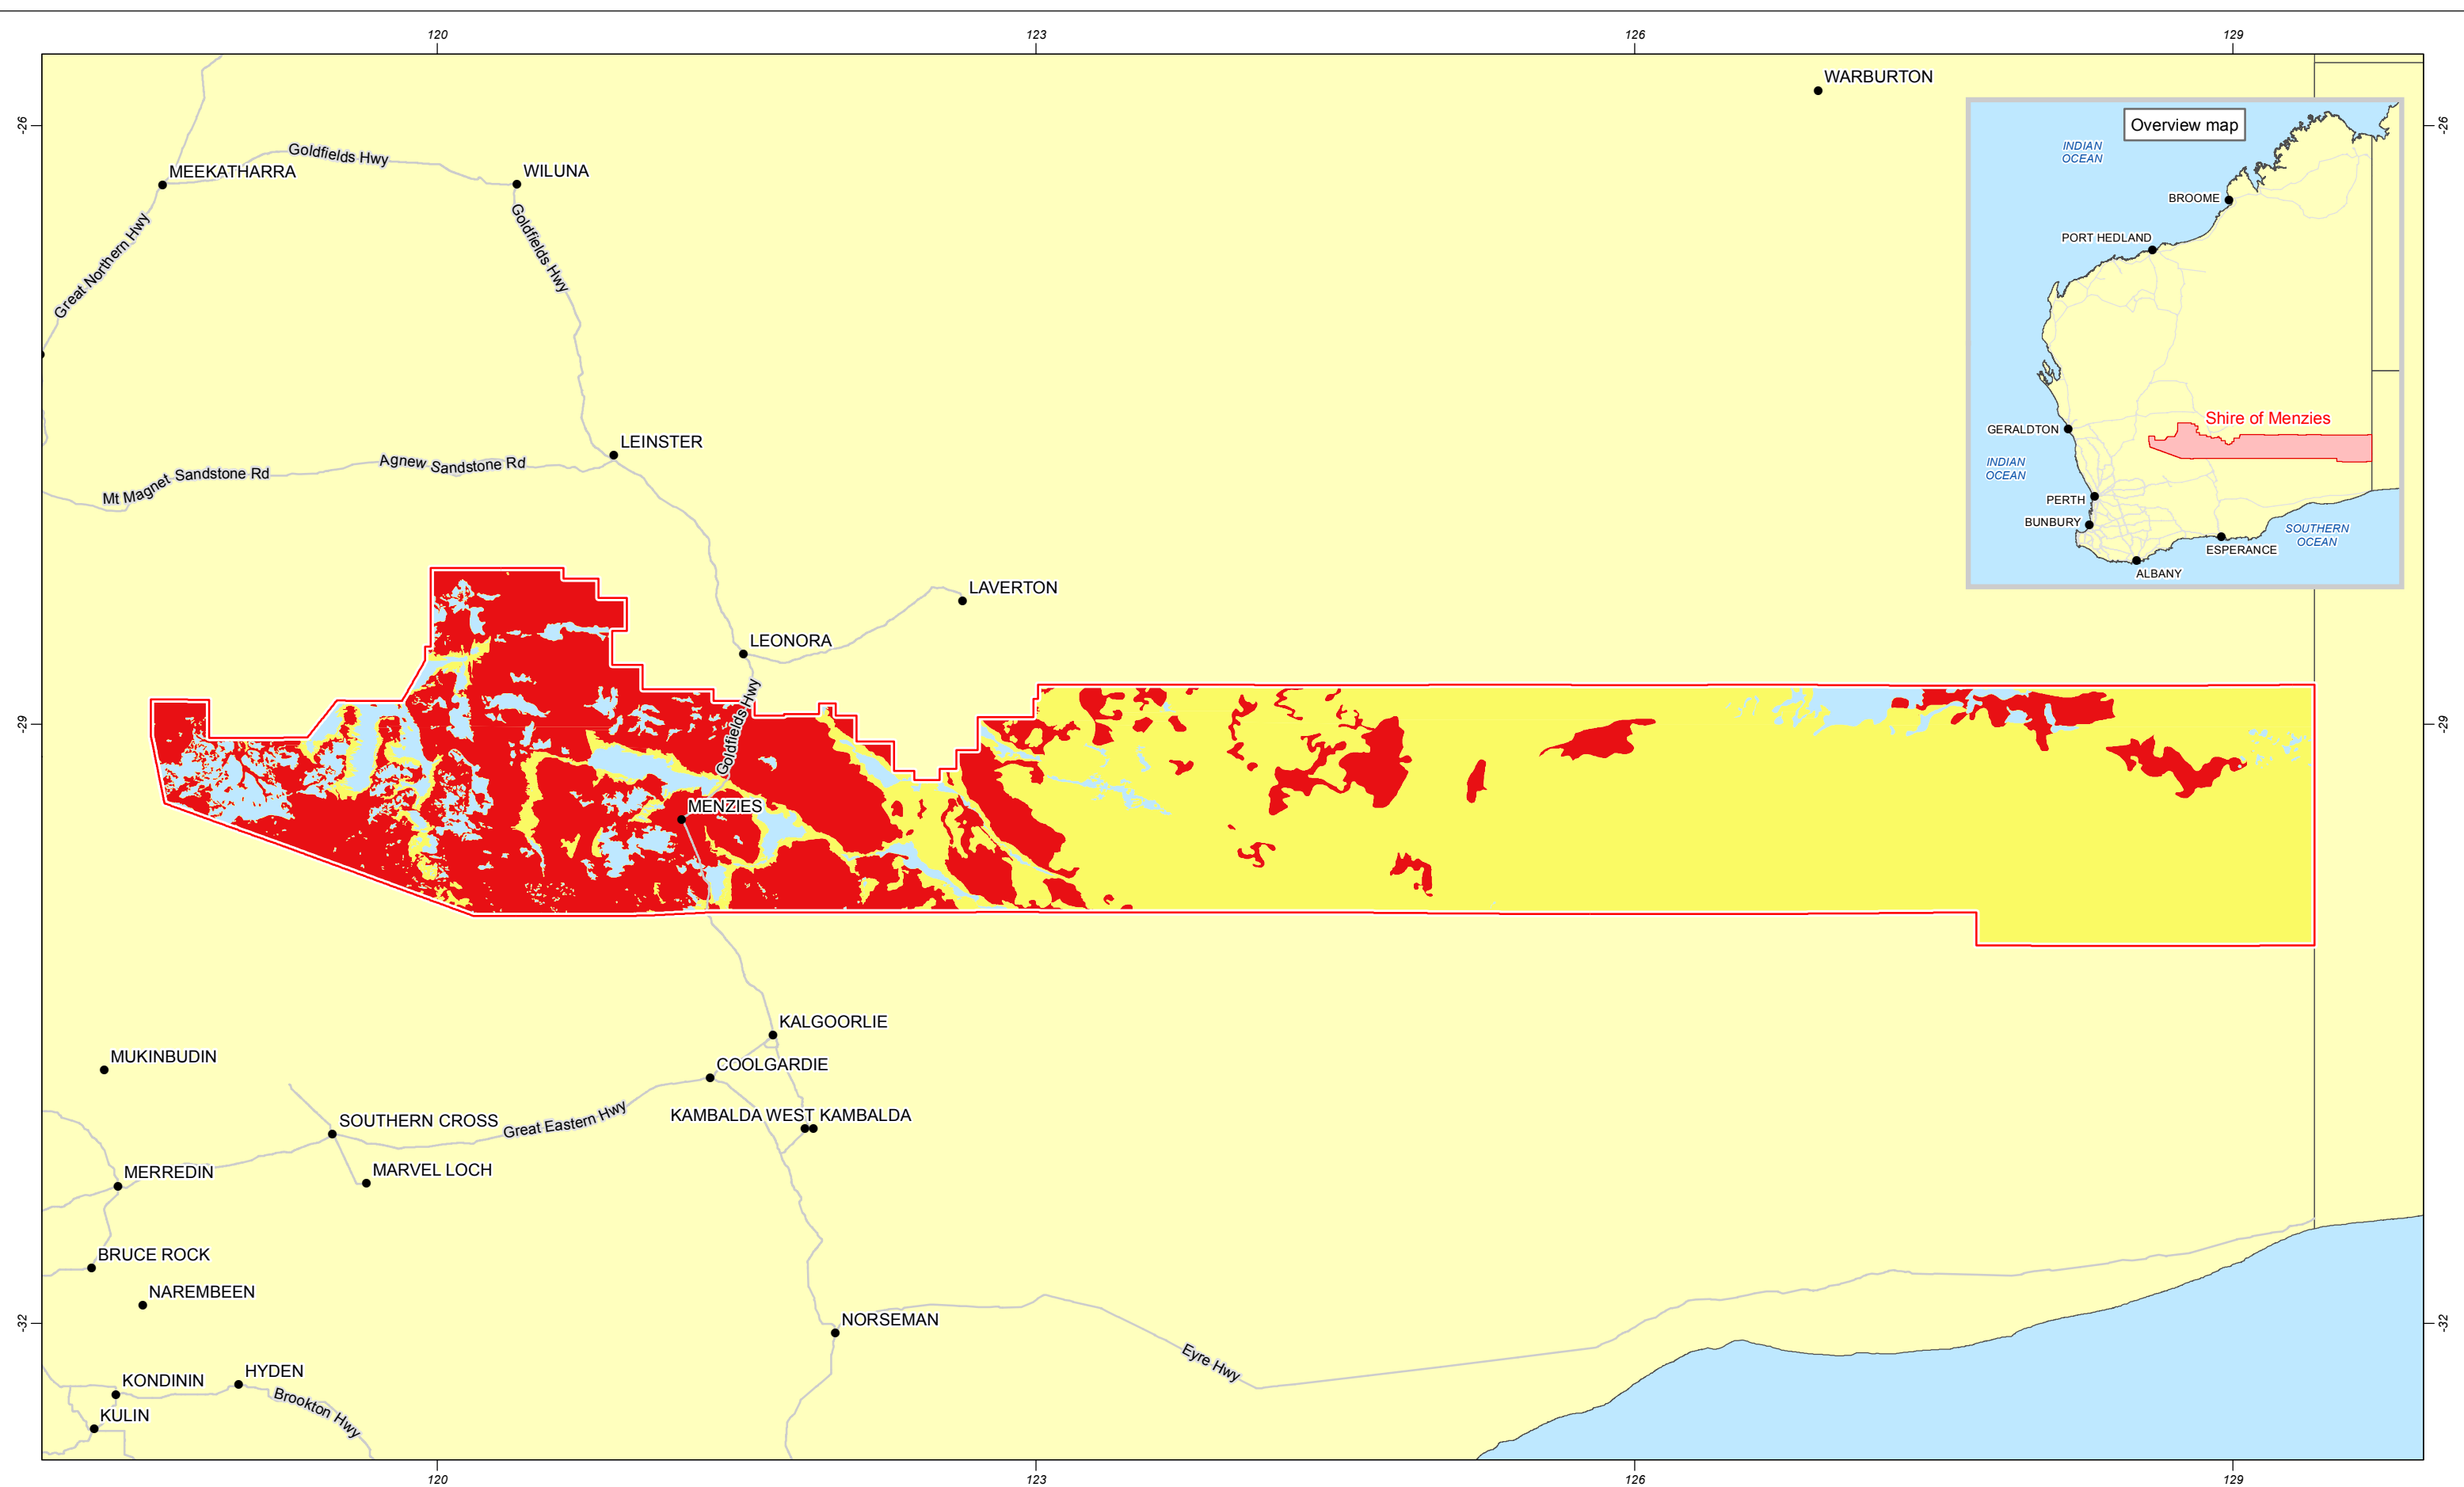 120
123
126
129
WARBURTON
-26
-26
Overview map
INDIAN
OCEAN
Goldfields Hwy
MEEKATHARRA
WILUNA
BROOME
Great Northern Hwy
Goldfields Hwy
PORT HEDLAND
Shire of Menzies
GERALDTON
LEINSTER
INDIAN
OCEAN
Agnew Sandstone Rd
Mt Magnet Sandstone Rd
PERTH
BUNBURY
SOUTHERN
OCEAN
ESPERANCE
ALBANY
LAVERTON
LEONORA
Goldfields Hwy
-29
-29
MENZIES
KALGOORLIE
MUKINBUDIN
COOLGARDIE
KAMBALDA WEST
KAMBALDA
SOUTHERN CROSS
Great Eastern Hwy
MERREDIN
MARVEL LOCH
BRUCE ROCK
NAREMBEEN
NORSEMAN
-32
-32
Eyre Hwy
KONDININ
HYDEN
Brookton Hwy
KULIN
120
123
126
129